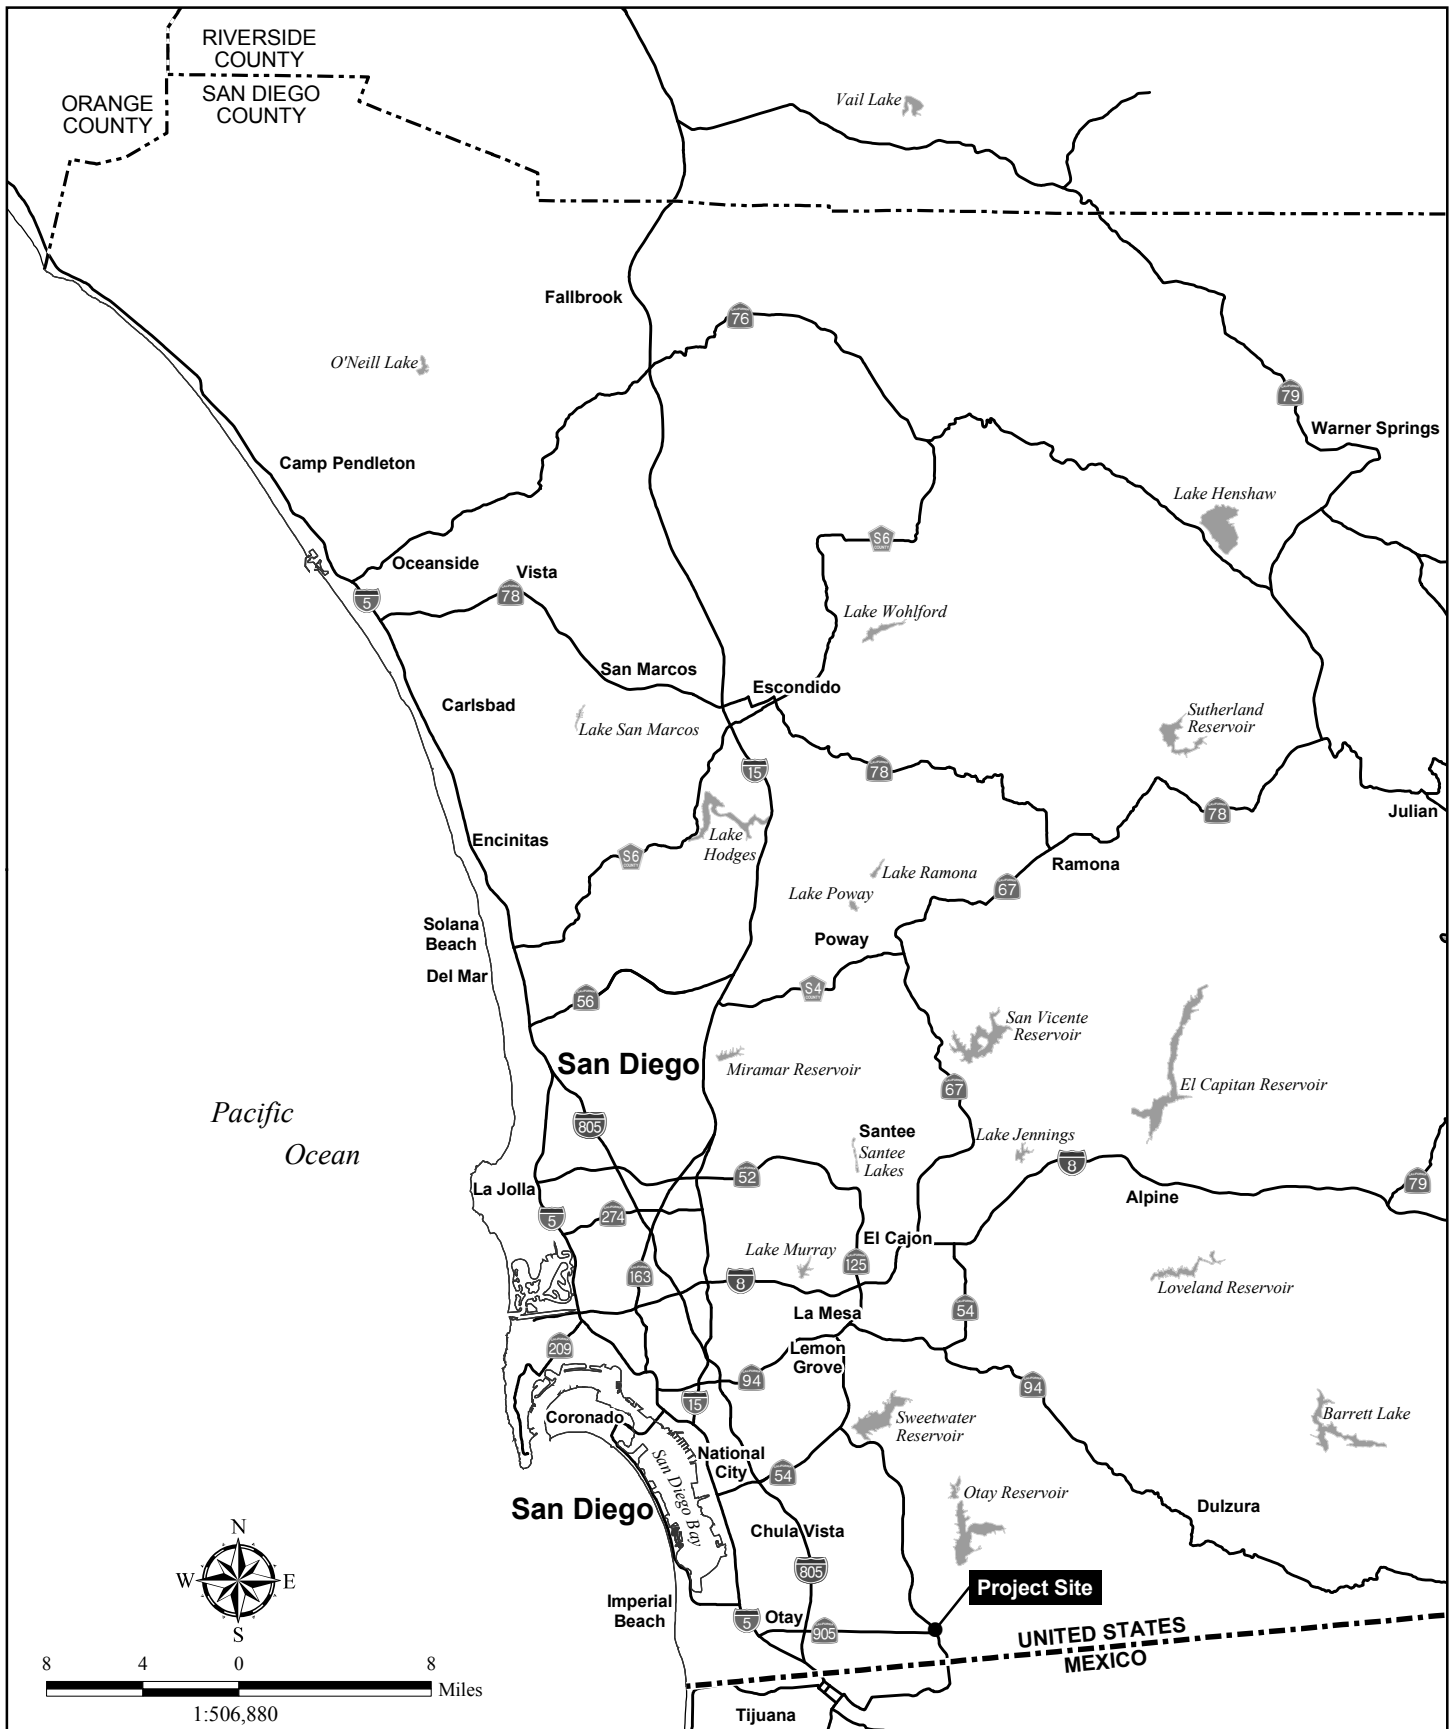 RIVERSIDE
COUNTY
ORANGE
COUNTY
SAN DIEGO
COUNTY
Vail Lake
Fallbrook
76
O'Neill Lake
79
Warner Springs
Camp Pendleton
Lake Henshaw
S6
COUNTY
Oceanside
Vista
78
5
Lake Wohlford
San Marcos
Escondido
Carlsbad
Lake San Marcos
Sutherland
Reservoir
15
78
78
Julian
Encinitas
Lake
Hodges
S6
COUNTY
Lake Ramona
Ramona
67
Lake Poway
Solana
Beach
Poway
Del Mar
56
S4
COUNTY
San Vicente
Reservoir
San Diego
Miramar Reservoir
67
El Capitan Reservoir
Pacific
Ocean
805
Santee
Santee
Lakes
Lake Jennings
8
52
79
La Jolla
Alpine
5
274
El Cajon
Lake Murray
125
163
8
Loveland Reservoir
La Mesa
54
209
Lemon
Grove
94
94
15
Coronado
Sweetwater
Reservoir
Barrett Lake
National
City
54
San Diego Bay
Otay Reservoir
San Diego
Dulzura
Chula Vista
805
Project Site
Imperial
Beach
5
Otay
905
UNITED STATES
MEXICO
Tijuana
N
W
E
S
8 4 0 8
Miles
1:506,880